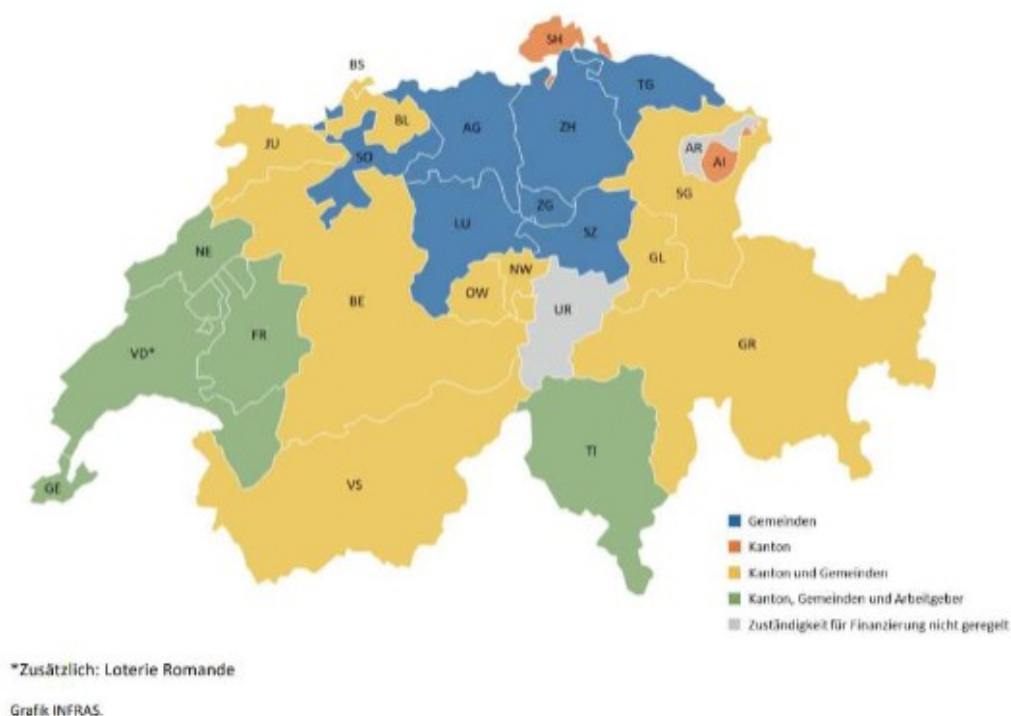 SH
BS
TG
BL
AG
ZH
JU
SO
AR
AI
ZG
SG
LU
SZ
NE
NW
GL
OW
BE
UR
FR
GR
VD*
TI
VS
GE
Gemeinden
Kanton
Kanton und Gemeinden
Kanton, Gemeinden und Arbeitgeber
Zuständigkeit für Finanzierung nicht geregelt
*Zusätzlich: Loterie Romande
Grafik INFRAS.